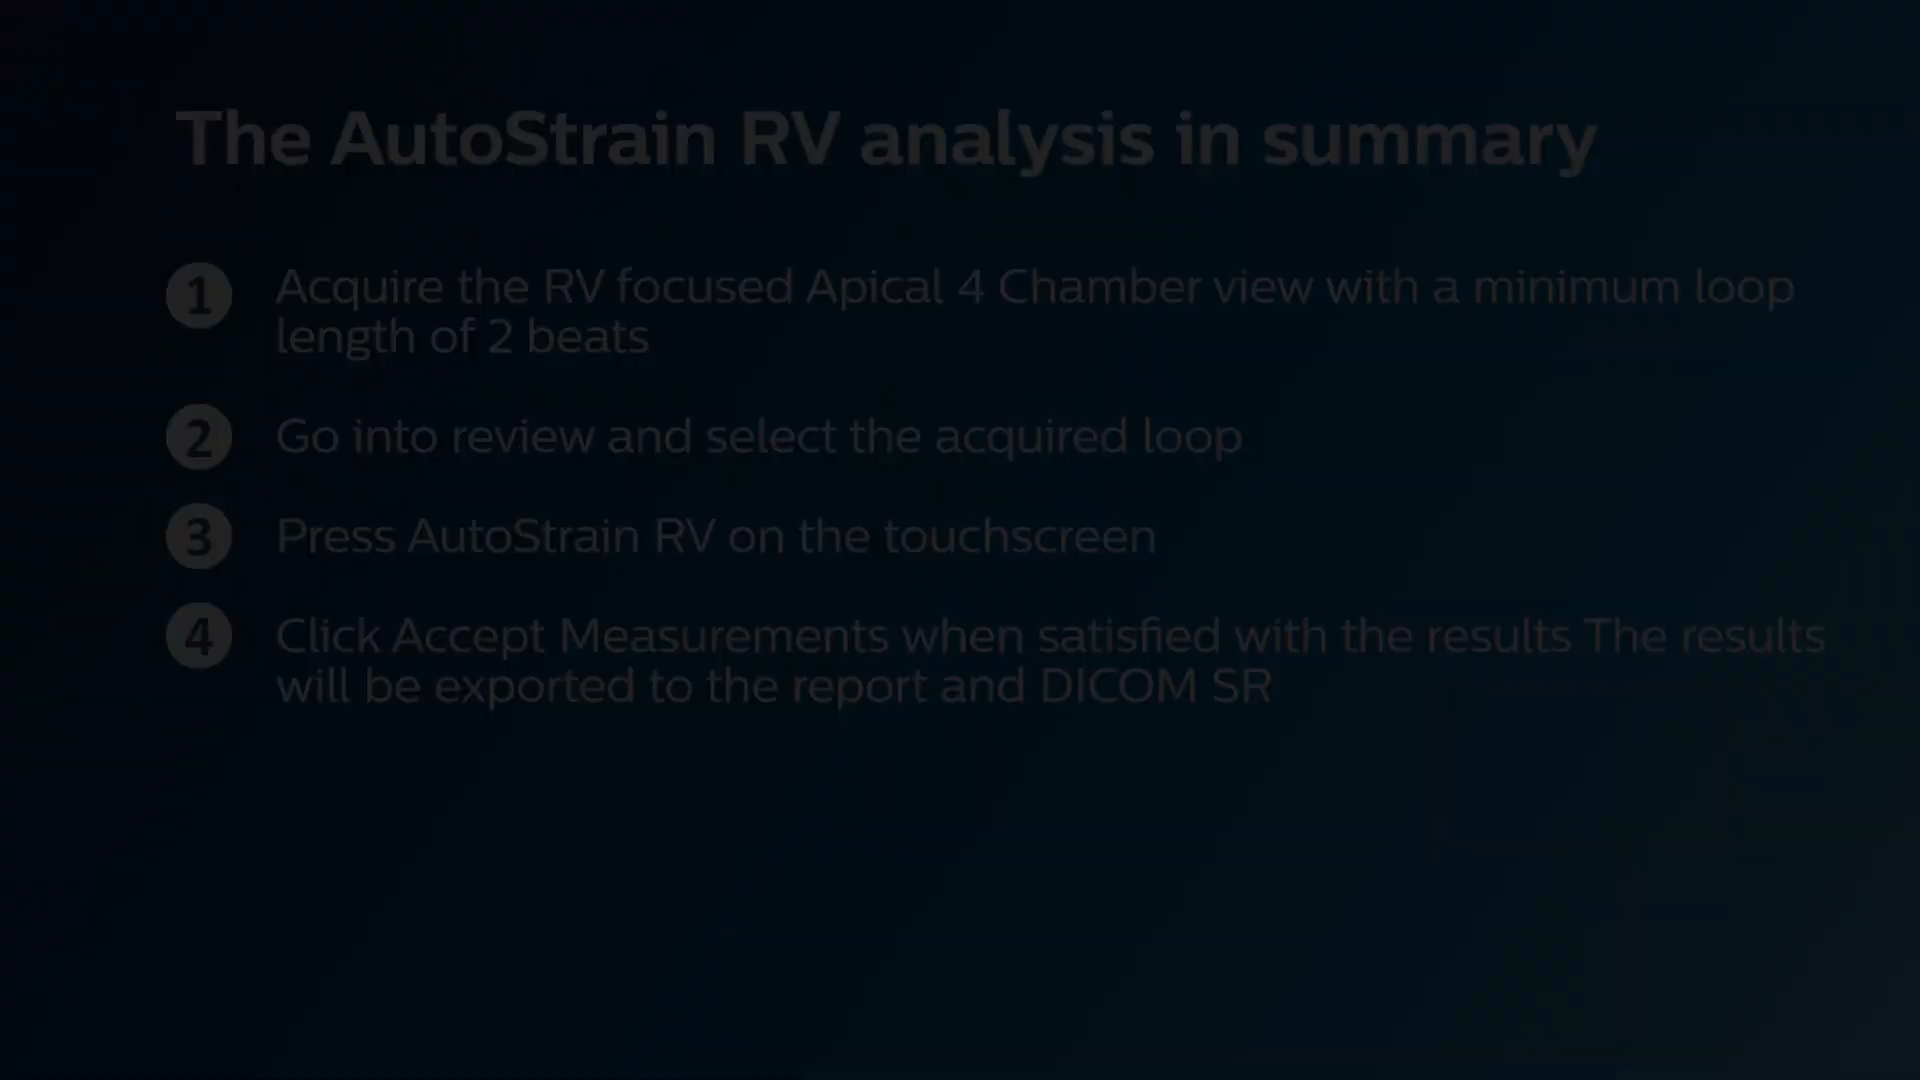 The AutoStrain RV analysis in summary
1 Acquire the RV focused Apical 4 Chamber view with a minimum loop
length of 2 beats
2 Go into review and select the acquired loop
3 Press AutoStrain RV on the touchscreen
4 Click Accept Measurements when satisfied with the results The results
will be exported to the report and DICOM SR